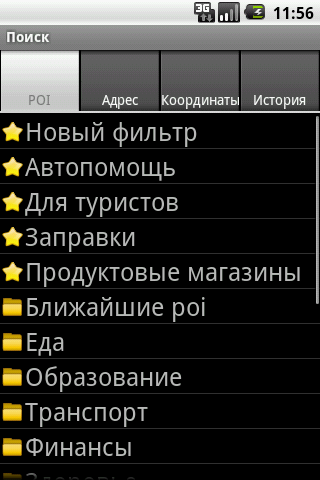 3G 11:56
Поиск
POI Адрес Координаты История
Новый фильтр
Автопомощь
Для туристов
Заправки
Продуктовые магазины
Ближайшие poi
Еда
Образование
Транспорт
Финансы